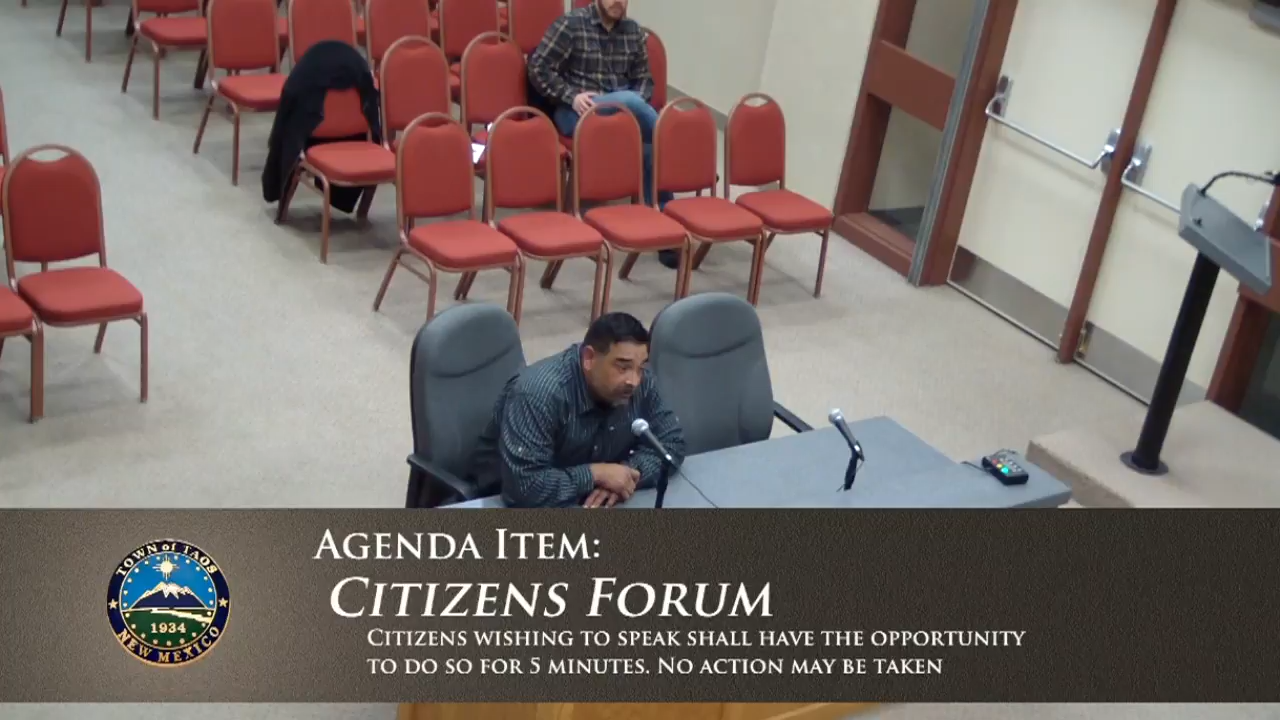 Agenda Item:
Citizens Forum
Citizens wishing to speak shall have the opportunity
to do so for 5 minutes. No action may be taken
TOWN of TAOS
1934
NEW MEXICO